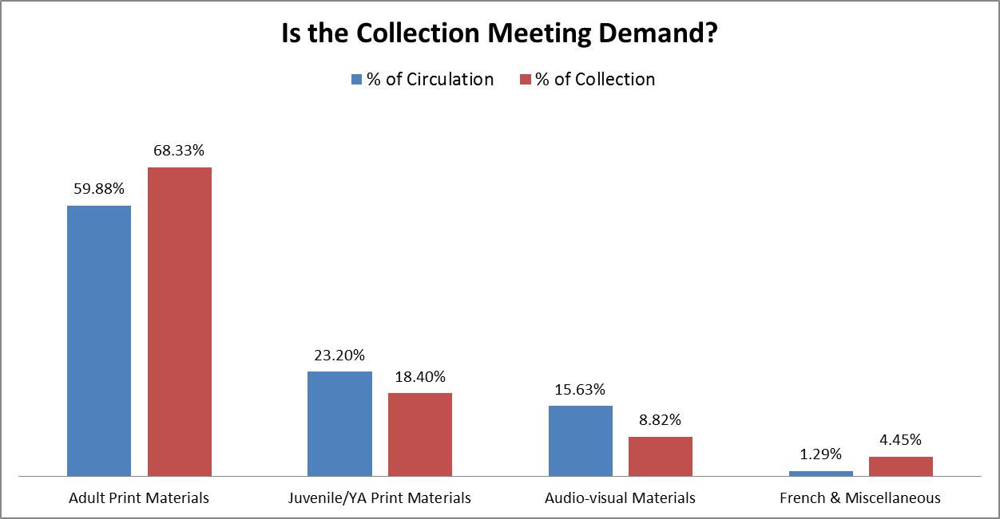 Is the Collection Meeting Demand?
% of Circulation % of Collection
59.88%
68.33%
23.20%
18.40%
15.63%
8.82%
1.29%
4.45%
Adult Print Materials
Juvenile/YA Print Materials
Audio-visual Materials
French & Miscellaneous